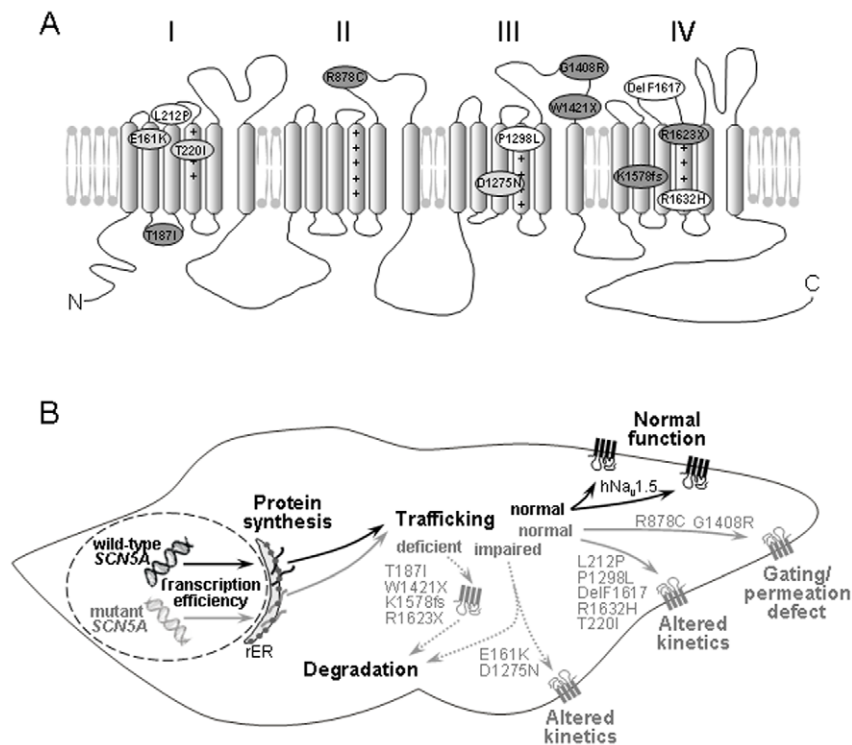 A
I II III IV
R878C
G1408R
Del F1617
W1421X
L212P
E161K
T220I
P1298L
R1623X
D1275N
K1578fs
R1632H
T187I
N
C
B
Normal
function
hNav1.5
Protein
synthesis
wild-type
SCN5A
Transcription
efficiency
mutant
SCN5A
rER
Trafficking
normal
normal
deficient impaired
R878C G1408R
T187I
W1421X
K1578fs
R1623X
L212P
P1298L
DelF1617
R1632H
T220I
Gating/
permeation
defect
Altered
kinetics
Degradation
E161K
D1275N
Altered
kinetics